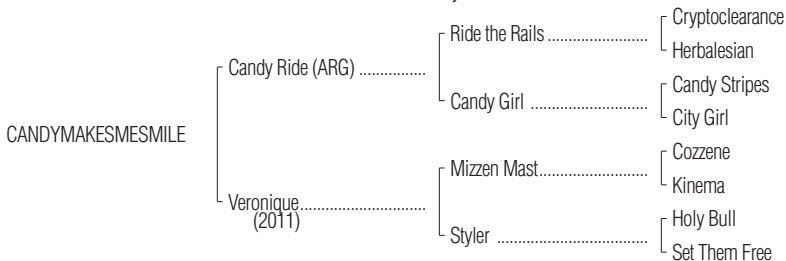 Cryptoclearance
Ride the Rails ....................
Herbalesian
Candy Ride (ARG) ................
Candy Stripes
Candy Girl .......................
City Girl
CANDYMAKESMESMILE
Cozzene
Mizzen Mast.....................
Kinema
Veronique..............................
(2011)
Holy Bull
Styler ..............................
Set Them Free